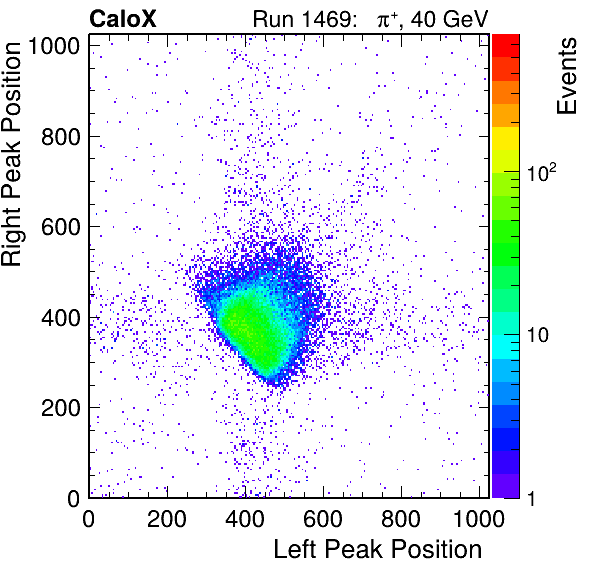 CaloX Run 1469: π⁺, 40 GeV
Right Peak Position
1000
800
600
400
200
0
0 200 400 600 800 1000
Left Peak Position
Events
10²
10
1